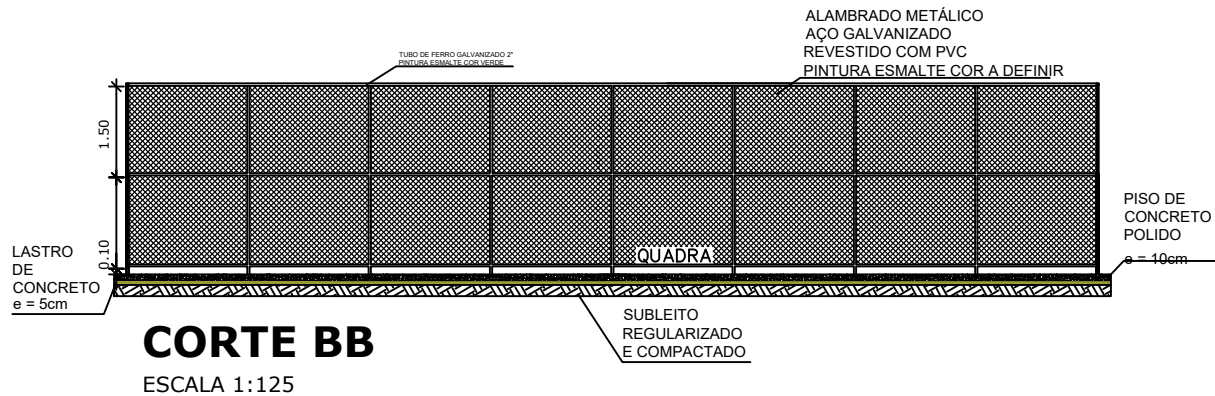 ALAMBRADO METÁLICO
AÇO GALVANIZADO
REVESTIDO COM PVC
PINTURA ESMALTE COR A DEFINIR
TUBO DE FERRO GALVANIZADO 2"
PINTURA ESMALTE COR VERDE
1.50
0.10
QUADRA
PISO DE
CONCRETO
POLIDO
e = 10cm
LASTRO
DE
CONCRETO
e = 5cm
SUBLEITO
REGULARIZADO
E COMPACTADO
CORTE BB
ESCALA 1:125